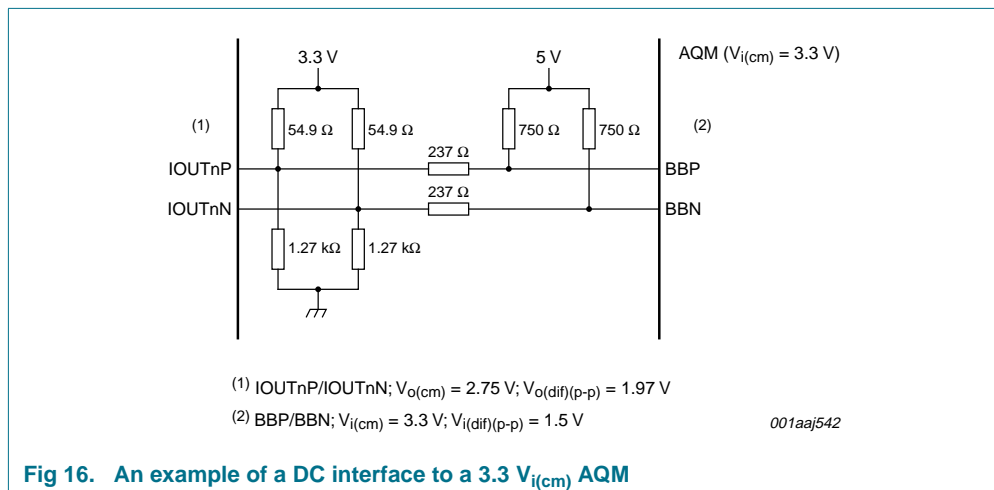 3.3 V
5 V
AQM (Vi(cm) = 3.3 V)
(1)
54.9 Ω
54.9 Ω
750 Ω
750 Ω
(2)
237 Ω
IOUTnP
BBP
237 Ω
IOUTnN
BBN
1.27 kΩ
1.27 kΩ
(1) IOUTnP/IOUTnN; Vo(cm) = 2.75 V; Vo(dif)(p-p) = 1.97 V
(2) BBP/BBN; Vi(cm) = 3.3 V; Vi(dif)(p-p) = 1.5 V
001aaj542
Fig 16. An example of a DC interface to a 3.3 Vi(cm) AQM